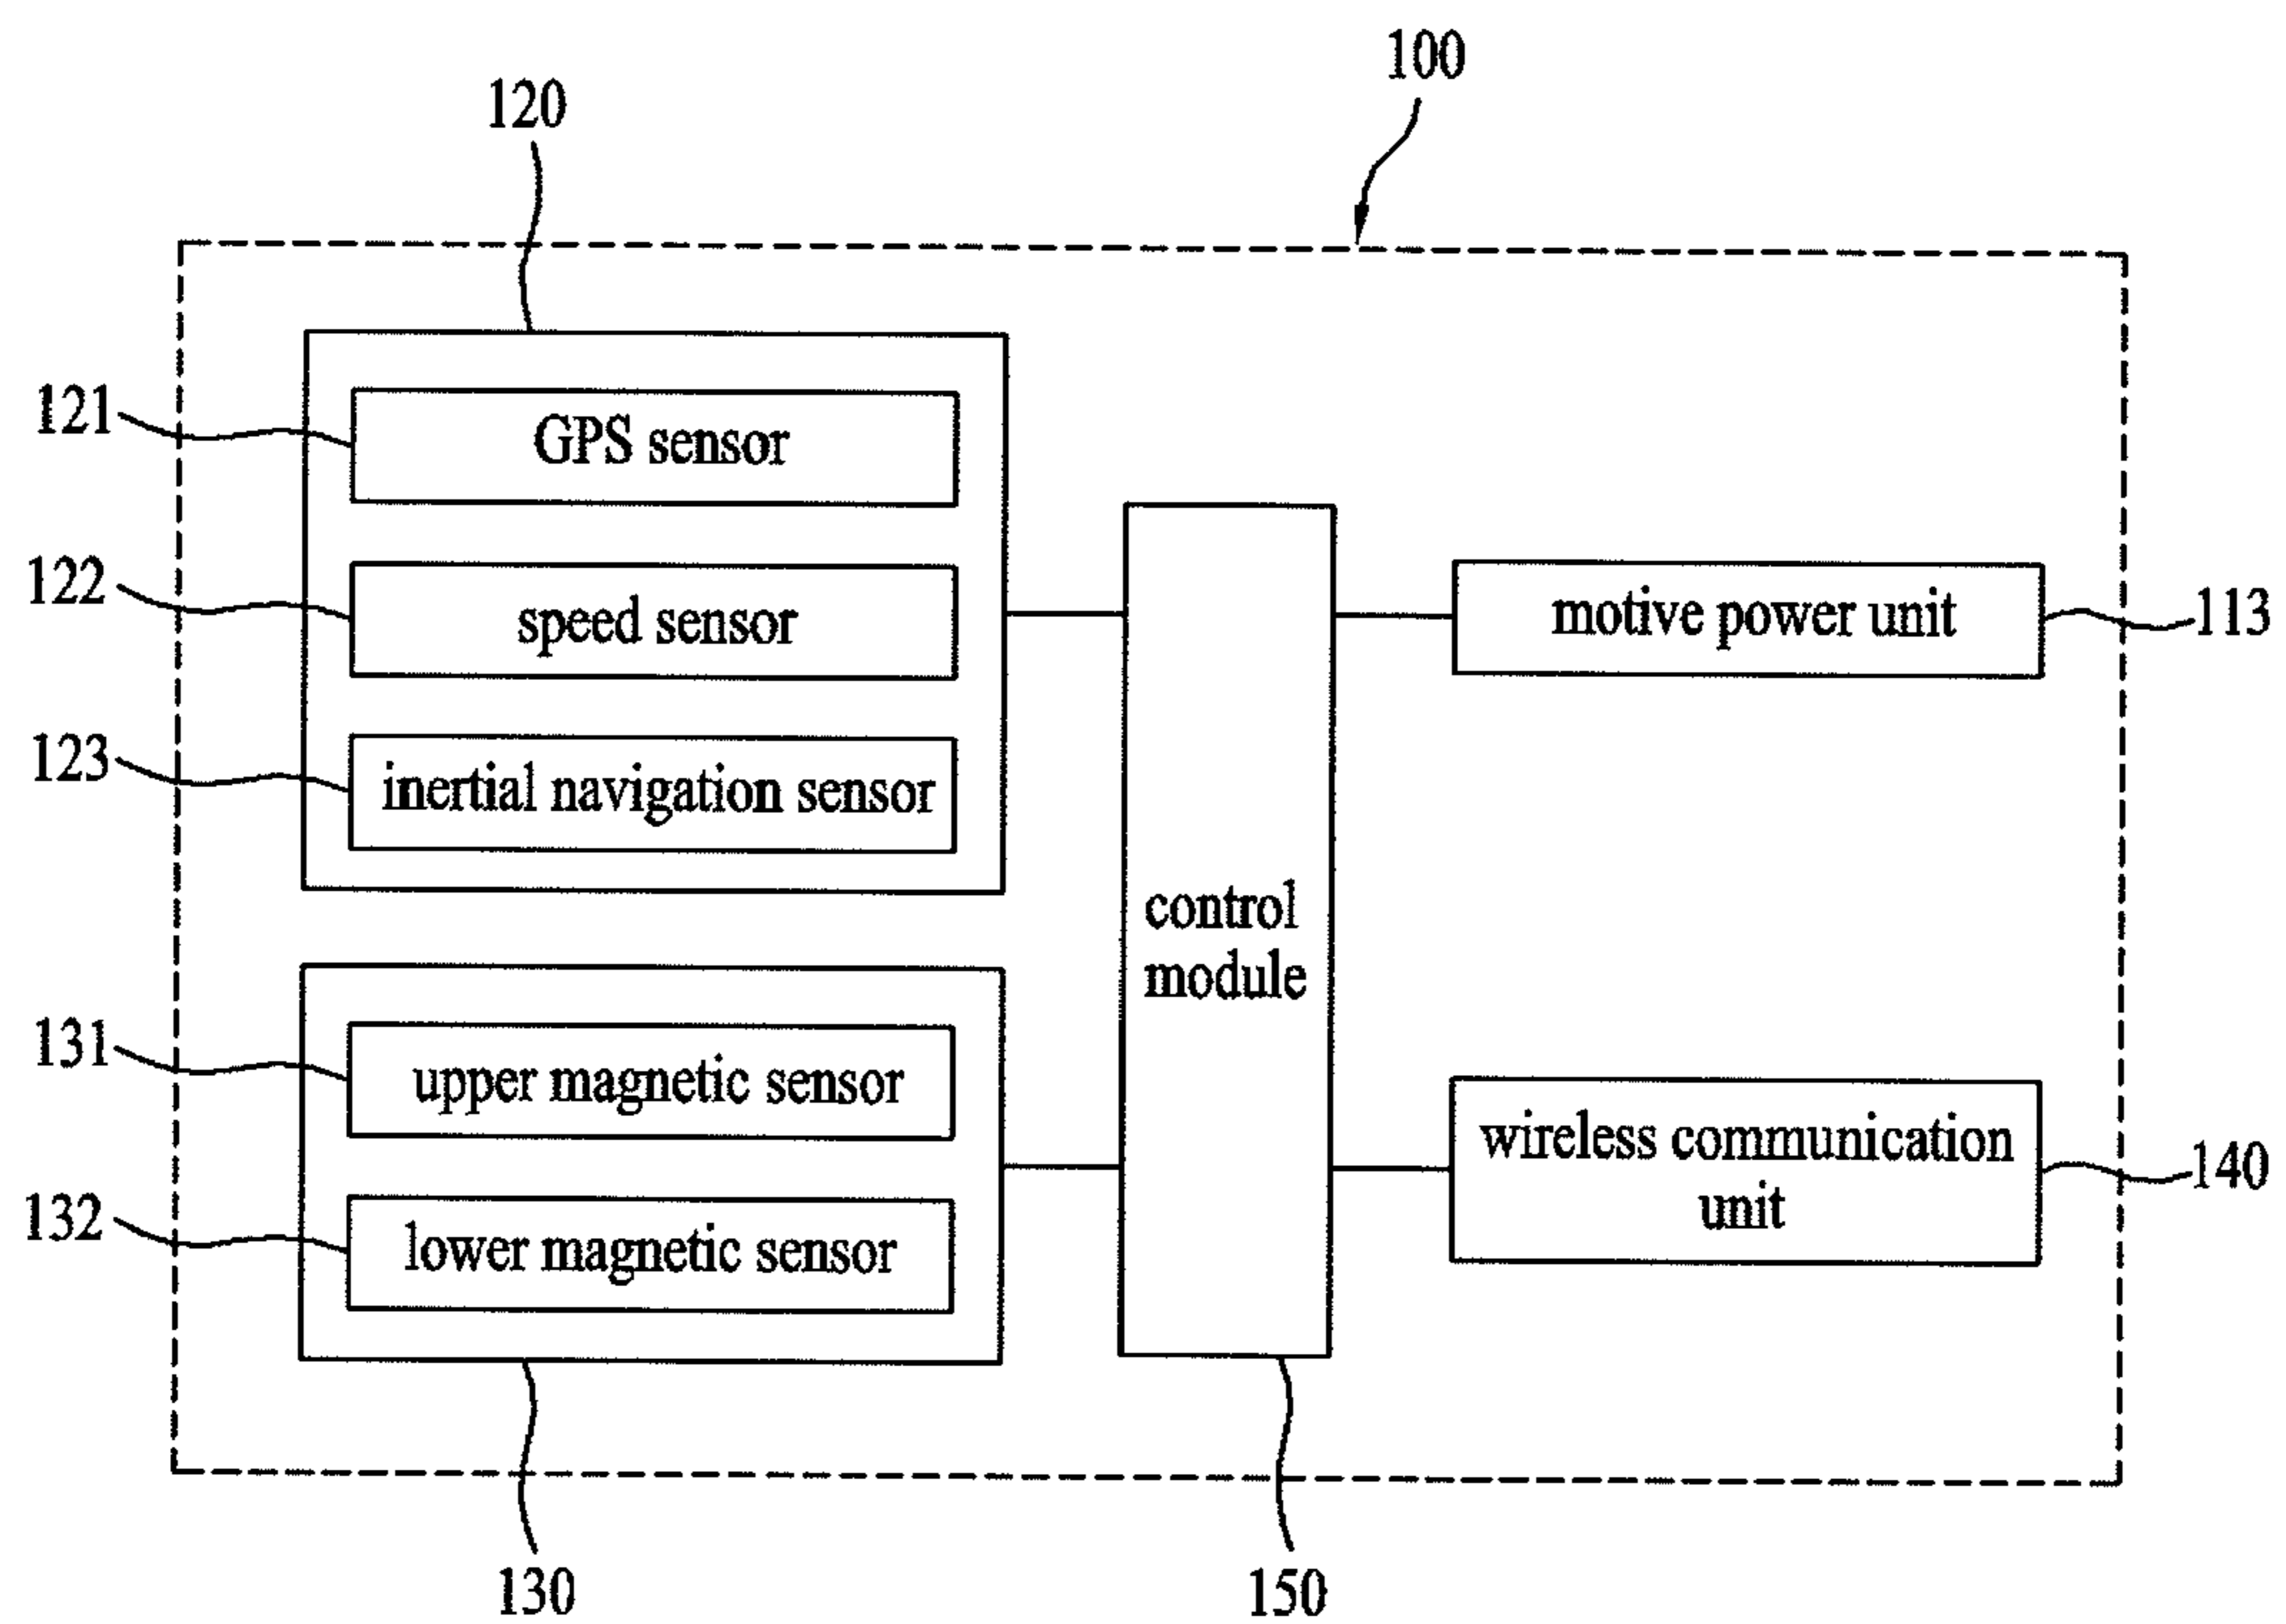 100
120
121
GPS sensor
122
speed sensor
motive power unit
113
123
inertial navigation sensor
control
module
131
upper magnetic sensor
wireless communication
unit
140
132
lower magnetic sensor
130
150